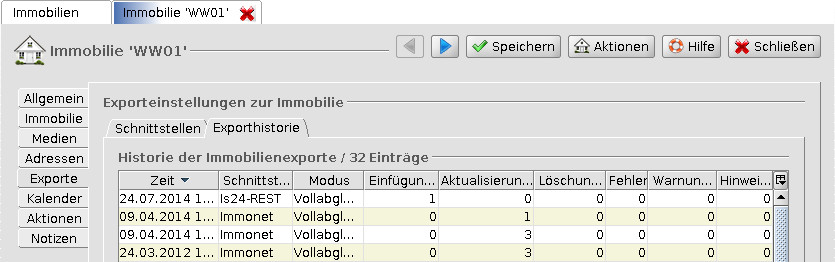 Immobilien Immobilie 'WW01'
Immobilie 'WW01' Speichern Aktionen Hilfe Schließen
Allgemein
Immobilie
Medien
Adressen
Exporte
Kalender
Aktionen
Notizen
Exporteinstellungen zur Immobilie
Schnittstellen Exporthistorie
Historie der Immobilienexporte / 32 Einträge
Zeit Schnittst... Modus Einfügun... Aktualisierun... Löschun... Fehler Warnun... Hinwei...
24.07.2014 1... Is24-REST Vollabgl... 1 0 0 0 0 0
09.04.2014 1... Immonet Vollabgl... 0 1 0 0 0 0
09.04.2014 1... Immonet Vollabgl... 0 3 0 0 0 0
24.03.2012 1... Immonet Vollabgl... 0 3 0 0 0 0